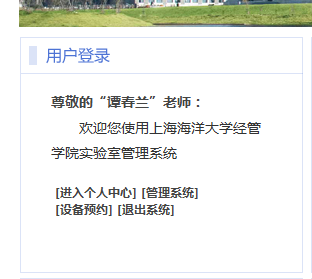 用户登录
尊敬的“谭春兰”老师：
欢迎您使用上海海洋大学经管
学院实验室管理系统
[进入个人中心] [管理系统]
[设备预约] [退出系统]